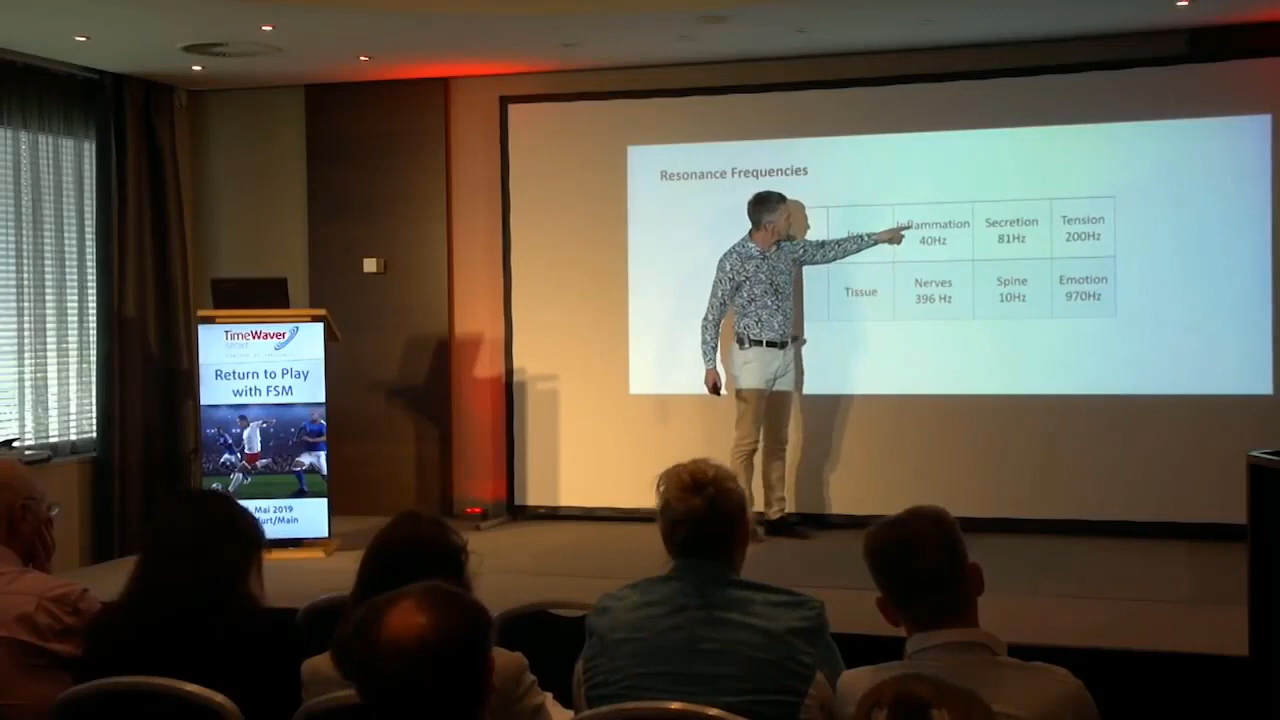 Resonance Frequencies
Inflammation
40Hz
Secretion
81Hz
Tension
200Hz
Tissue
Nerves
396 Hz
Spine
10Hz
Emotion
970Hz
TimeWaver
Return to Play
with FSM
Mai 2019